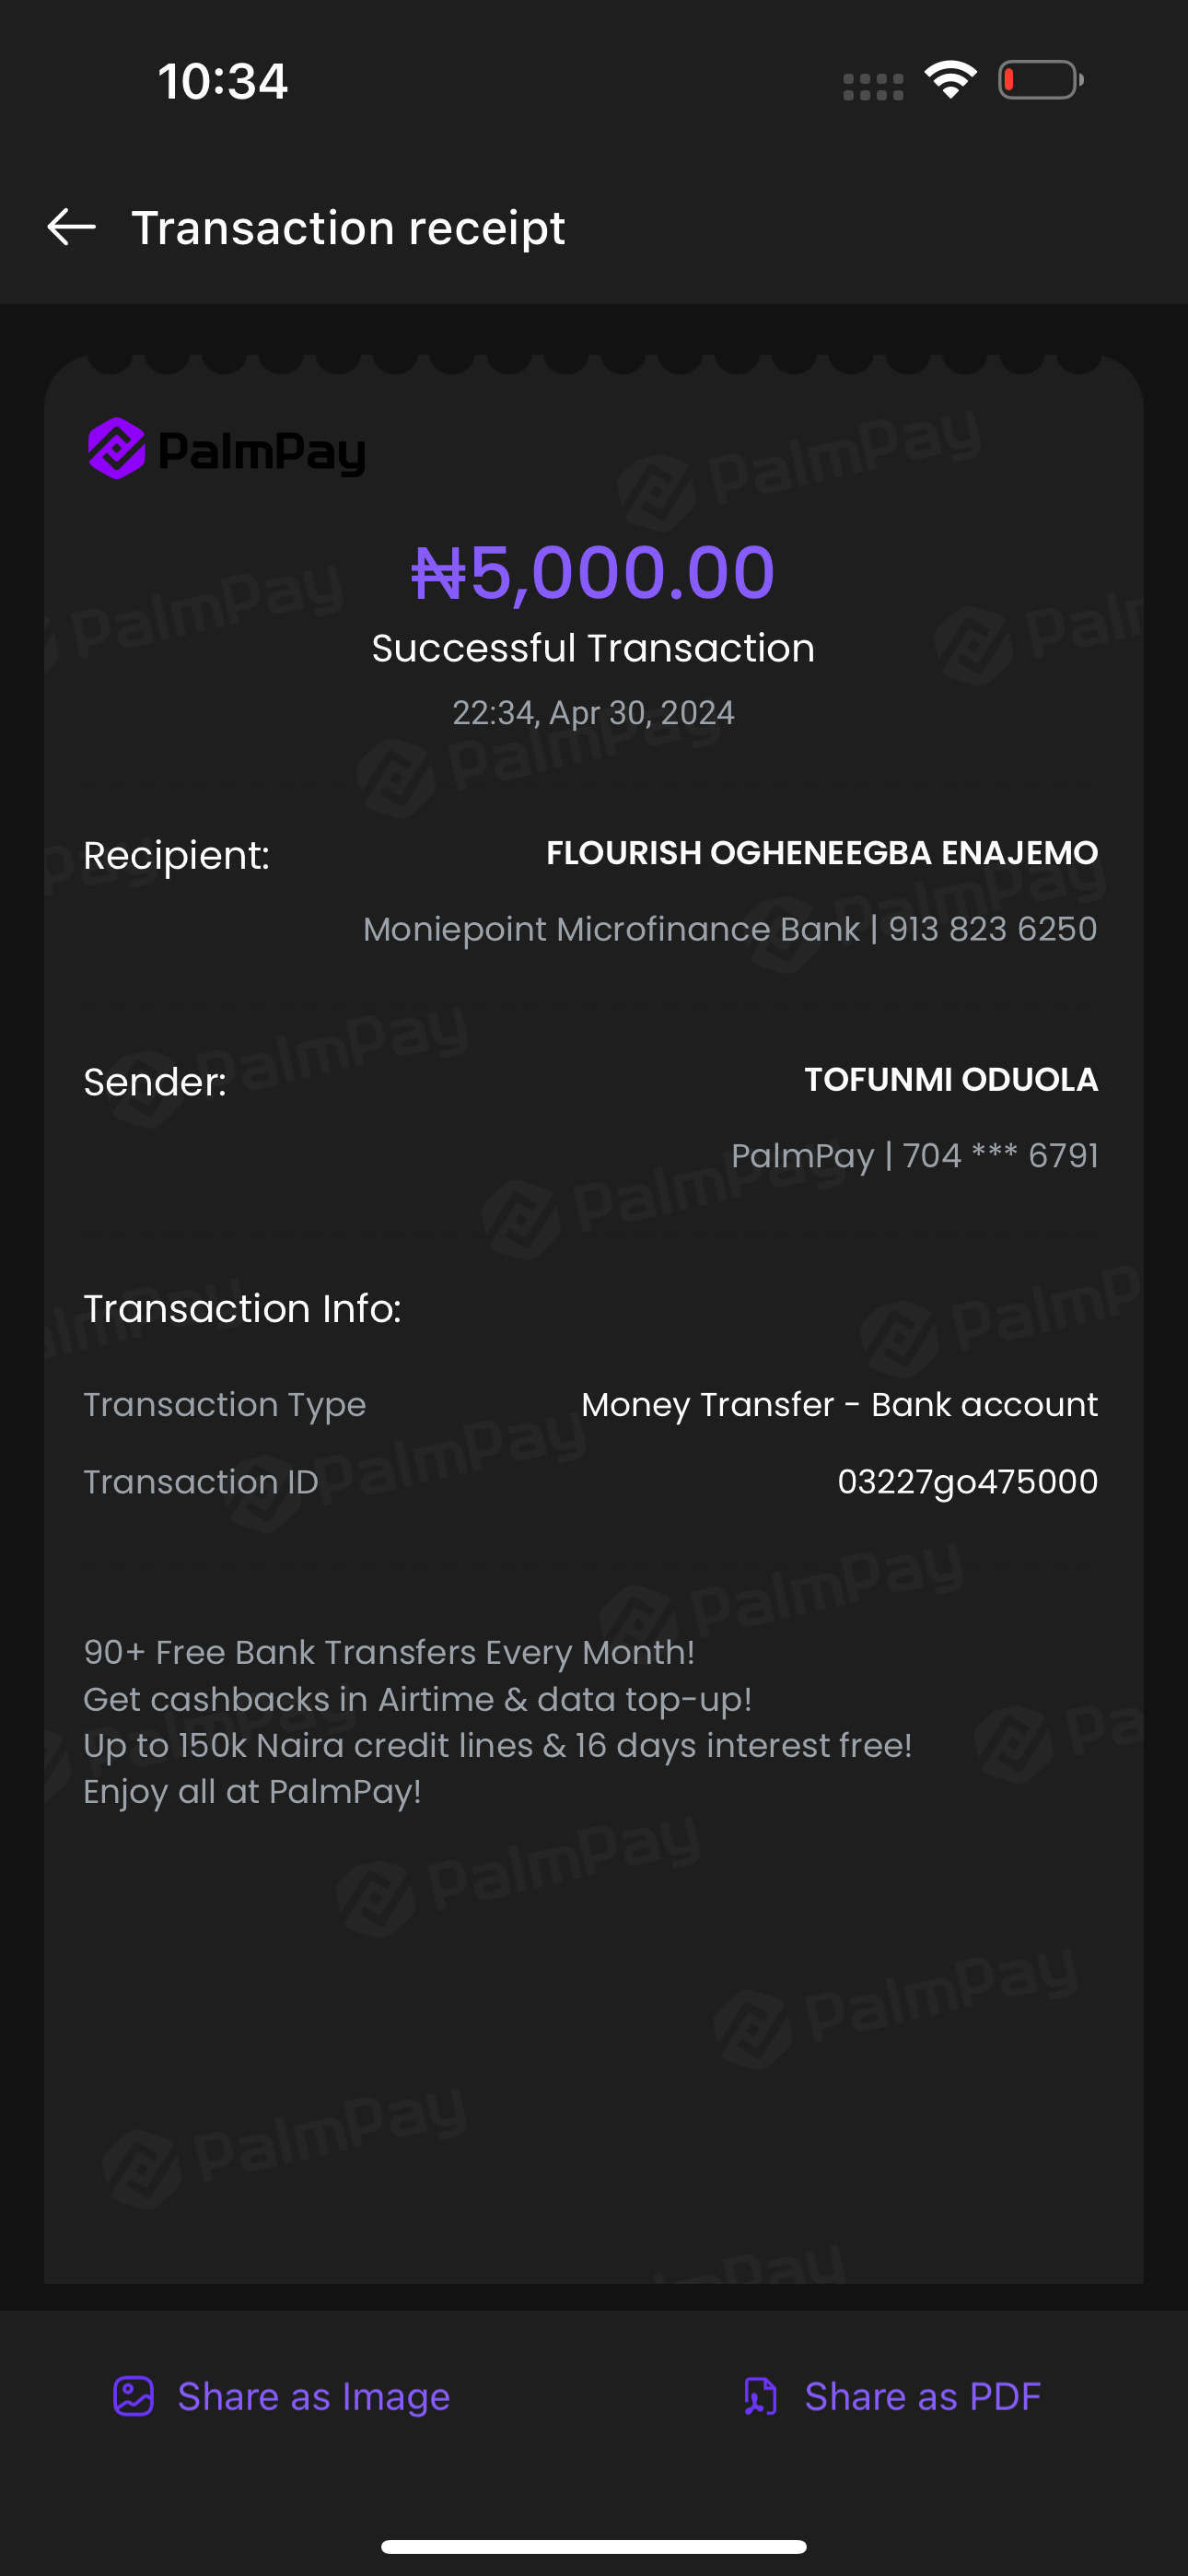 10:34
Transaction receipt
PalmPay
₦5,000.00
Successful Transaction
22:34, Apr 30, 2024
Recipient:
FLOURISH OGHENEEGBA ENAJEMO
Moniepoint Microfinance Bank | 913 823 6250
Sender:
TOFUNMI ODUOLA
PalmPay | 704 *** 6791
Transaction Info:
Transaction Type
Money Transfer - Bank account
Transaction ID
03227go475000
90+ Free Bank Transfers Every Month!
Get cashbacks in Airtime & data top-up!
Up to 150k Naira credit lines & 16 days interest free!
Enjoy all at PalmPay!
Share as Image
Share as PDF